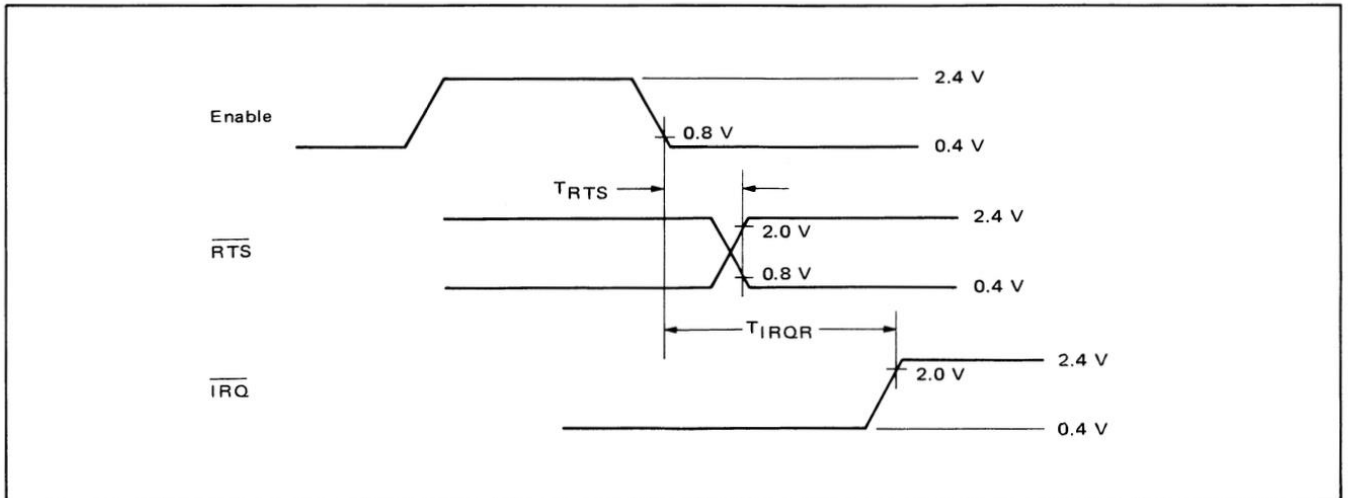 2.4 V
Enable
0.8 V
0.4 V
TRTS
2.4 V
2.0 V
RTS
0.8 V
0.4 V
TIRQR
2.4 V
2.0 V
IRQ
0.4 V